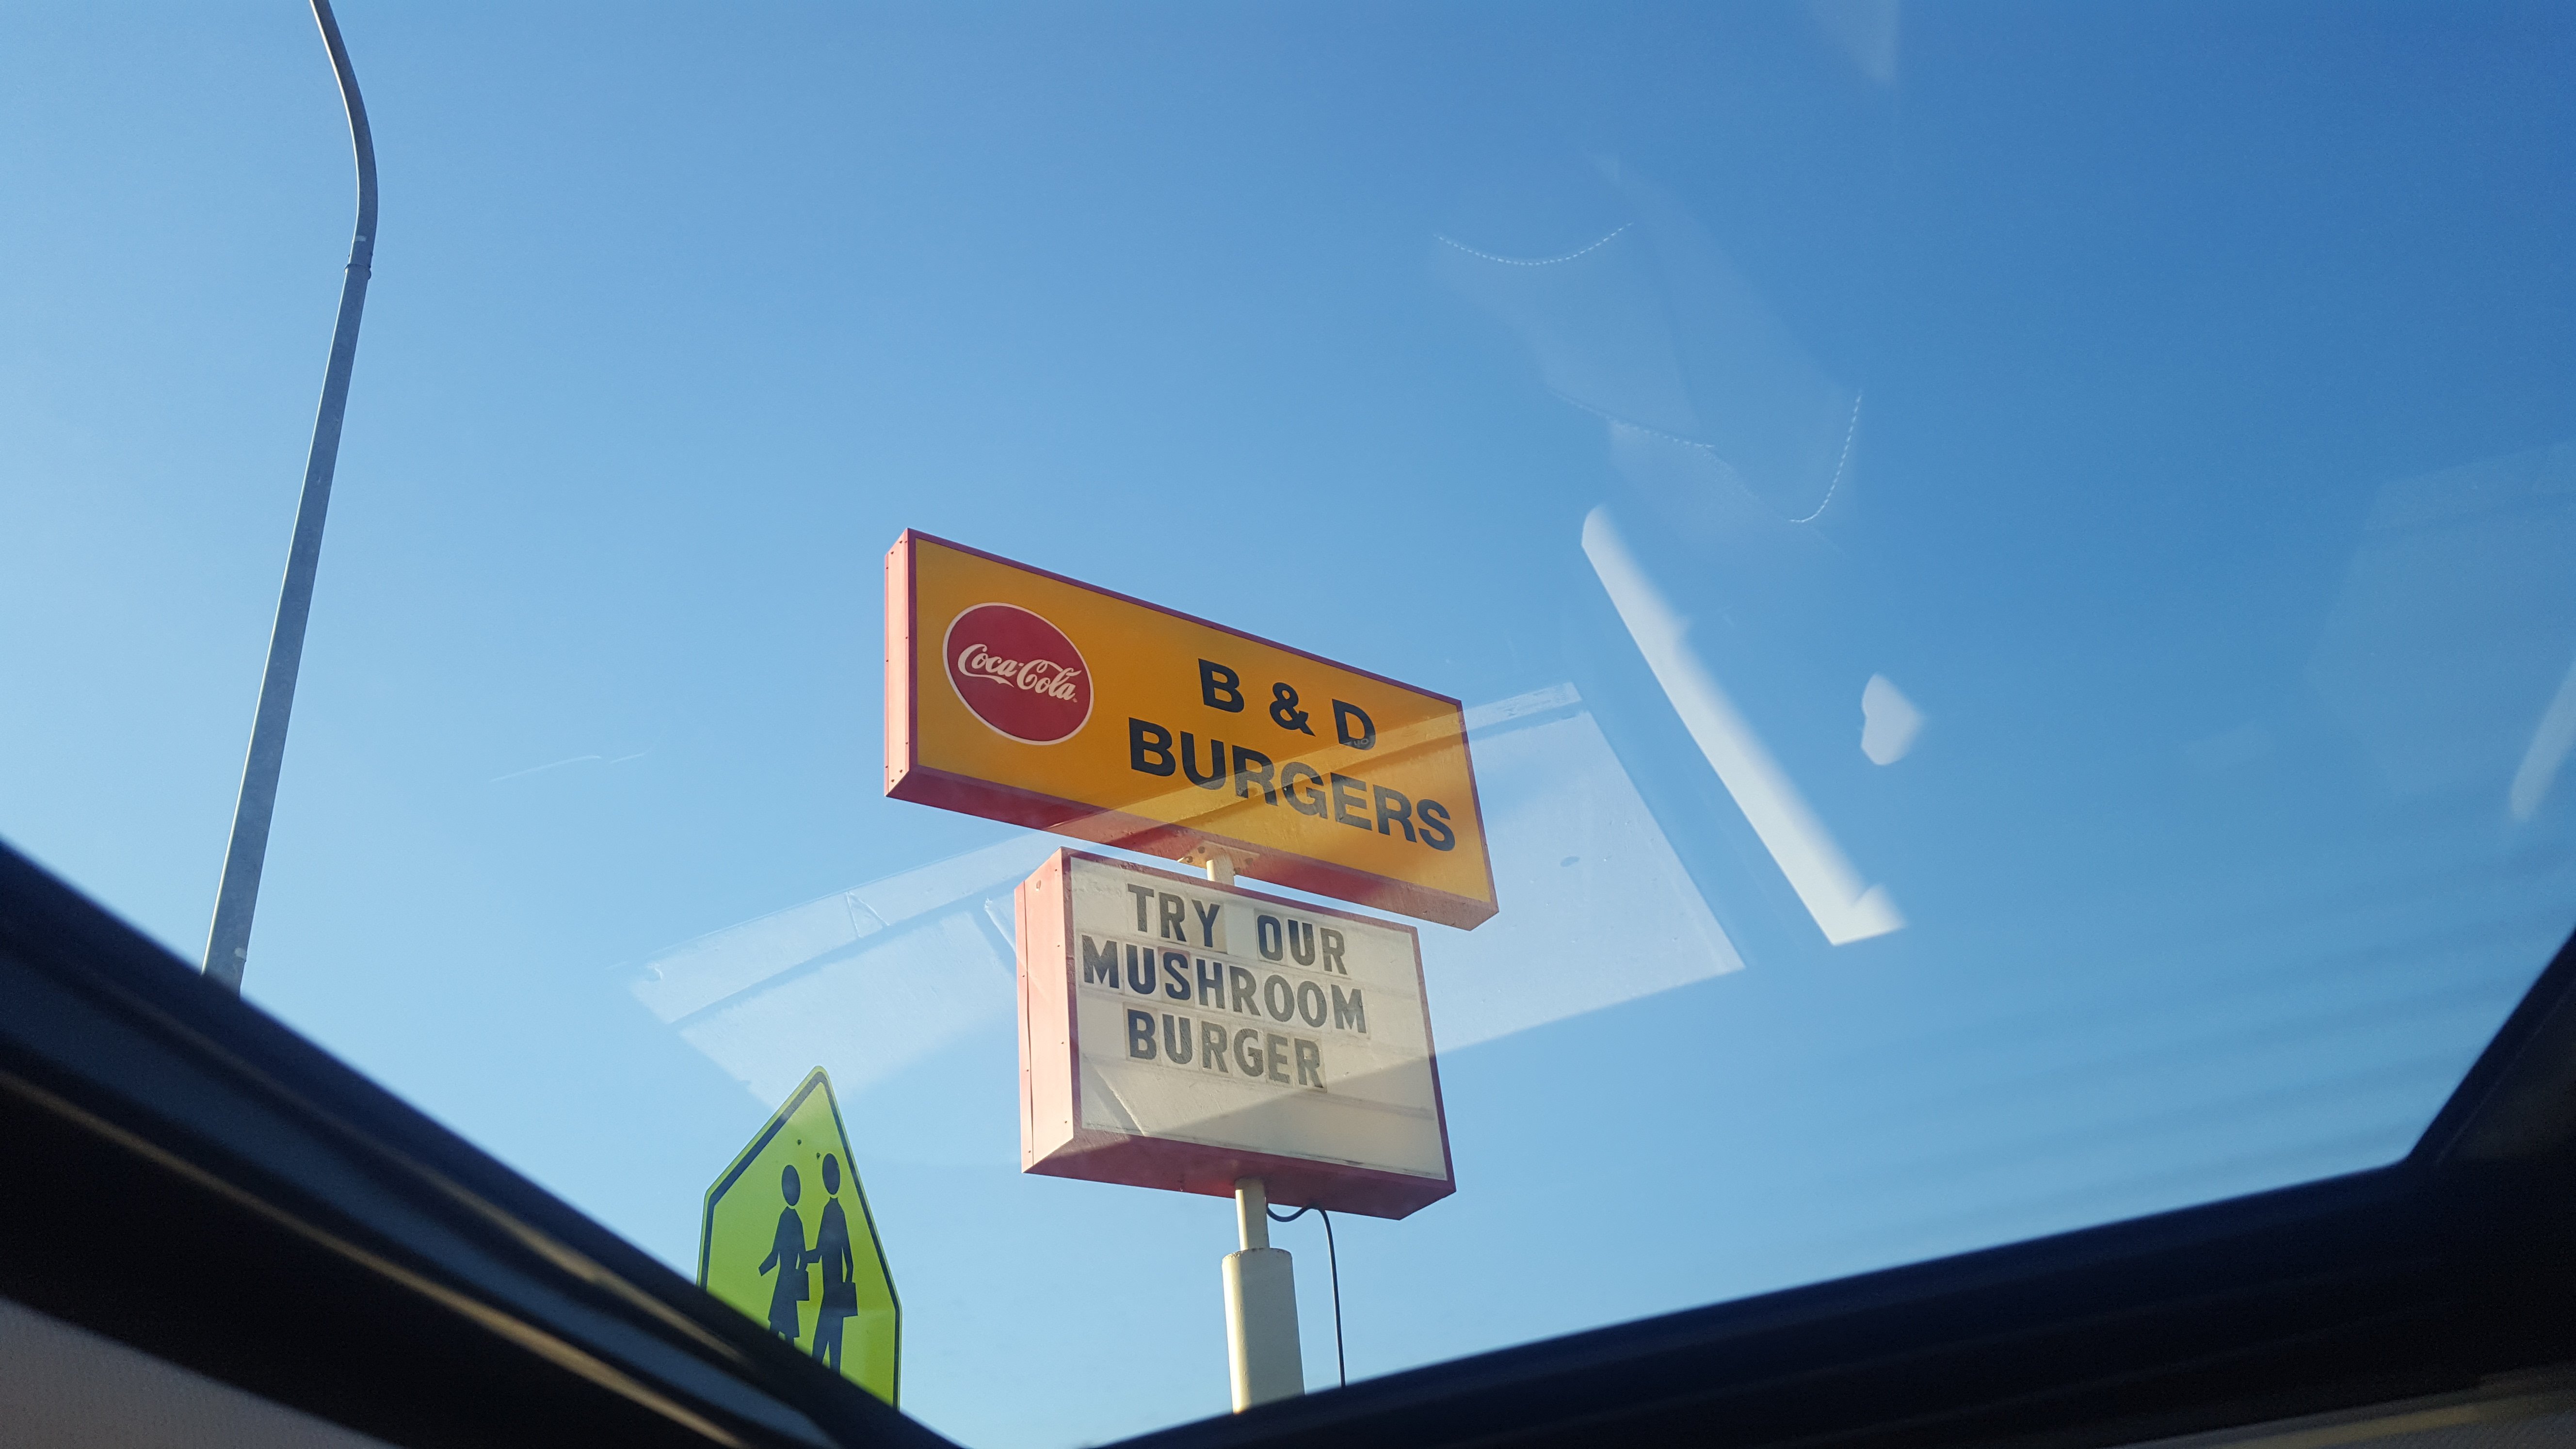 Coca-Cola
B & D
BURGERS
TRY OUR
MUSHROOM
BURGER